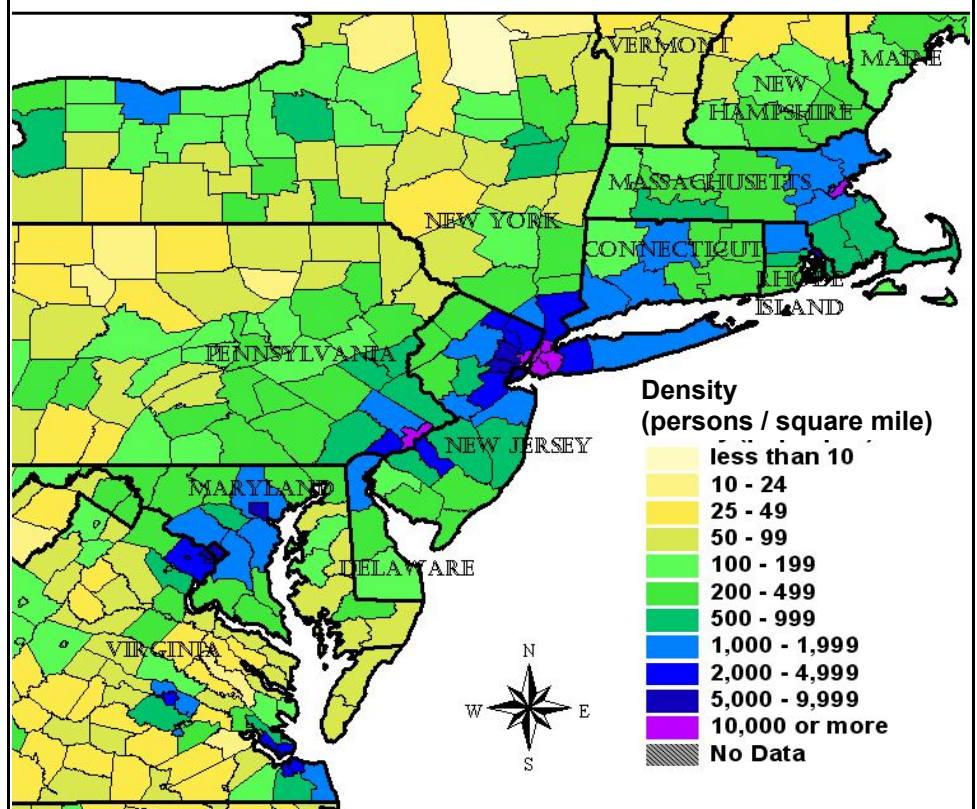 VERMONT
MAINE
NEW
HAMPSHIRE
MASSACHUSETTS
NEW YORK
CONNECTICUT
RHODE
ISLAND
PENNSYLVANIA
Density
(persons / square mile)
NEW JERSEY
less than 10
10 - 24
25 - 49
50 - 99
100 - 199
200 - 499
500 - 999
1,000 - 1,999
2,000 - 4,999
5,000 - 9,999
10,000 or more
No Data
MARYLAND
DELAWARE
VIRGINIA
N
W E
S